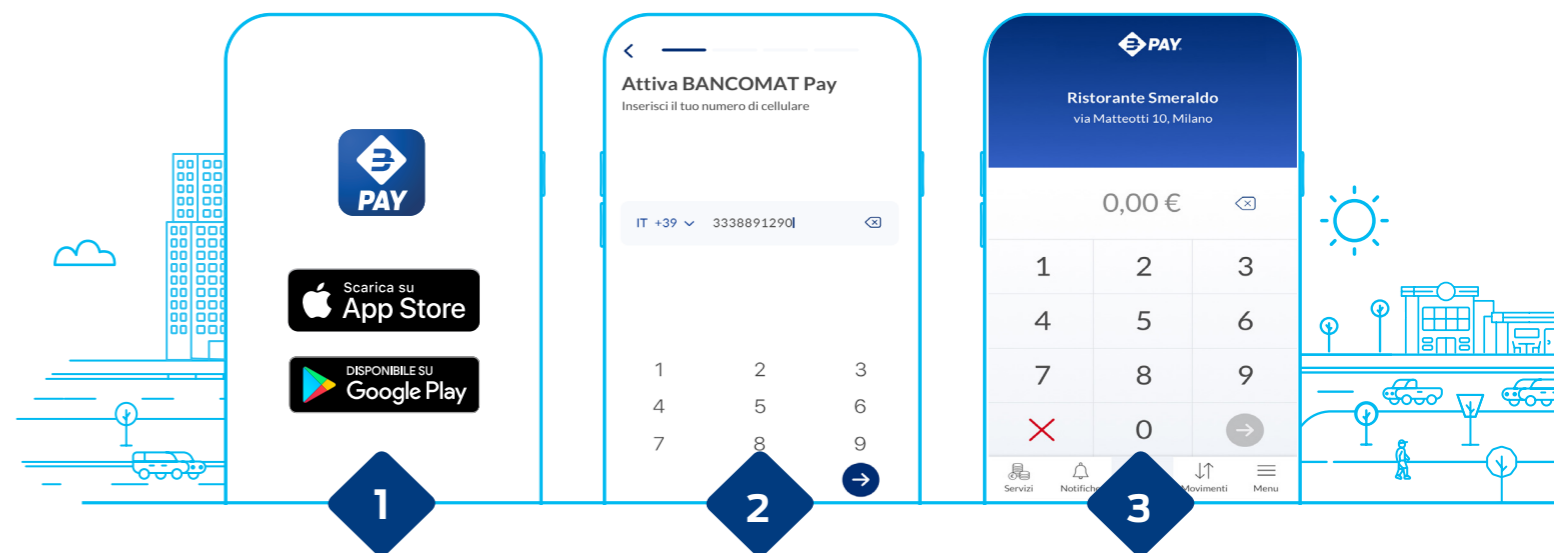 PAY
Scarica su
App Store
DISPONIBILE SU
Google Play
1
Attiva BANCOMAT Pay
Inserisci il tuo numero di cellulare
IT +39 3338891290
1 2 3
4 5 6
7 8 9
2
PAY
Ristorante Smeraldo
via Matteotti 10, Milano
0,00 €
1 2 3
4 5 6
7 8 9
0
Servizi Menu
3